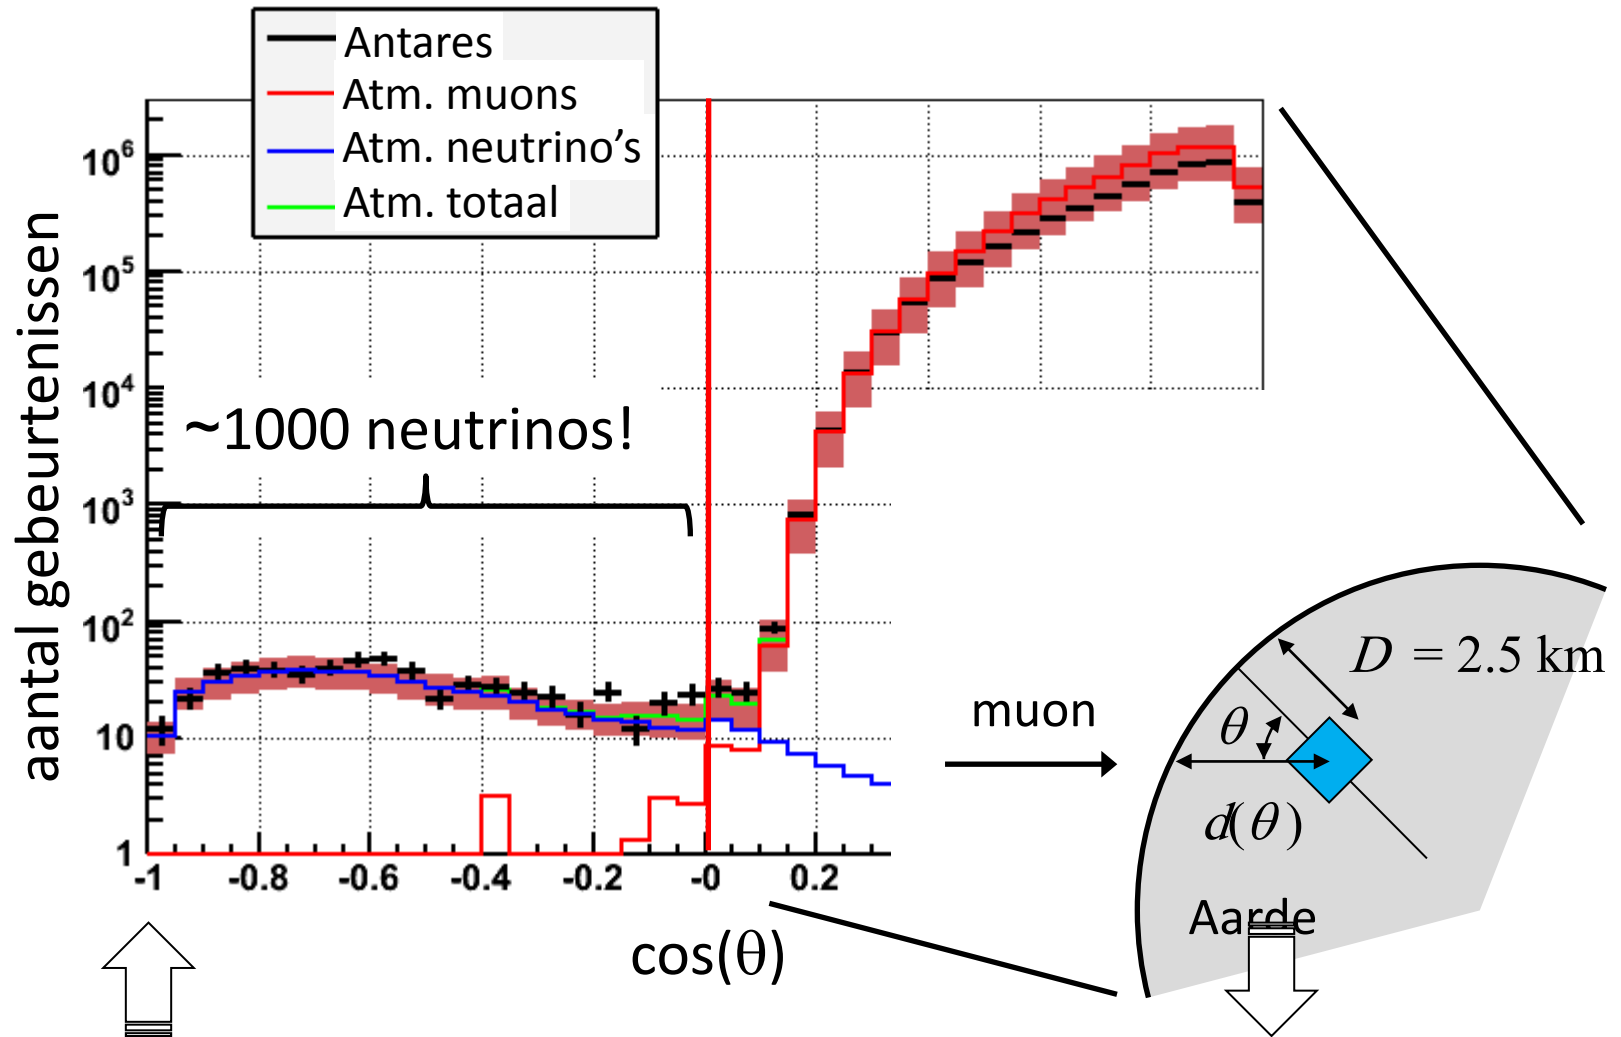 Antares
Atm. muons
Atm. neutrino’s
Atm. totaal
aantal gebeurtenissen
10⁶
10⁵
10⁴
10³
10²
10
1
~1000 neutrinos!
-1 -0.8 -0.6 -0.4 -0.2 -0 0.2
cos(θ)
muon
D = 2.5 km
θ
d(θ)
Aarde